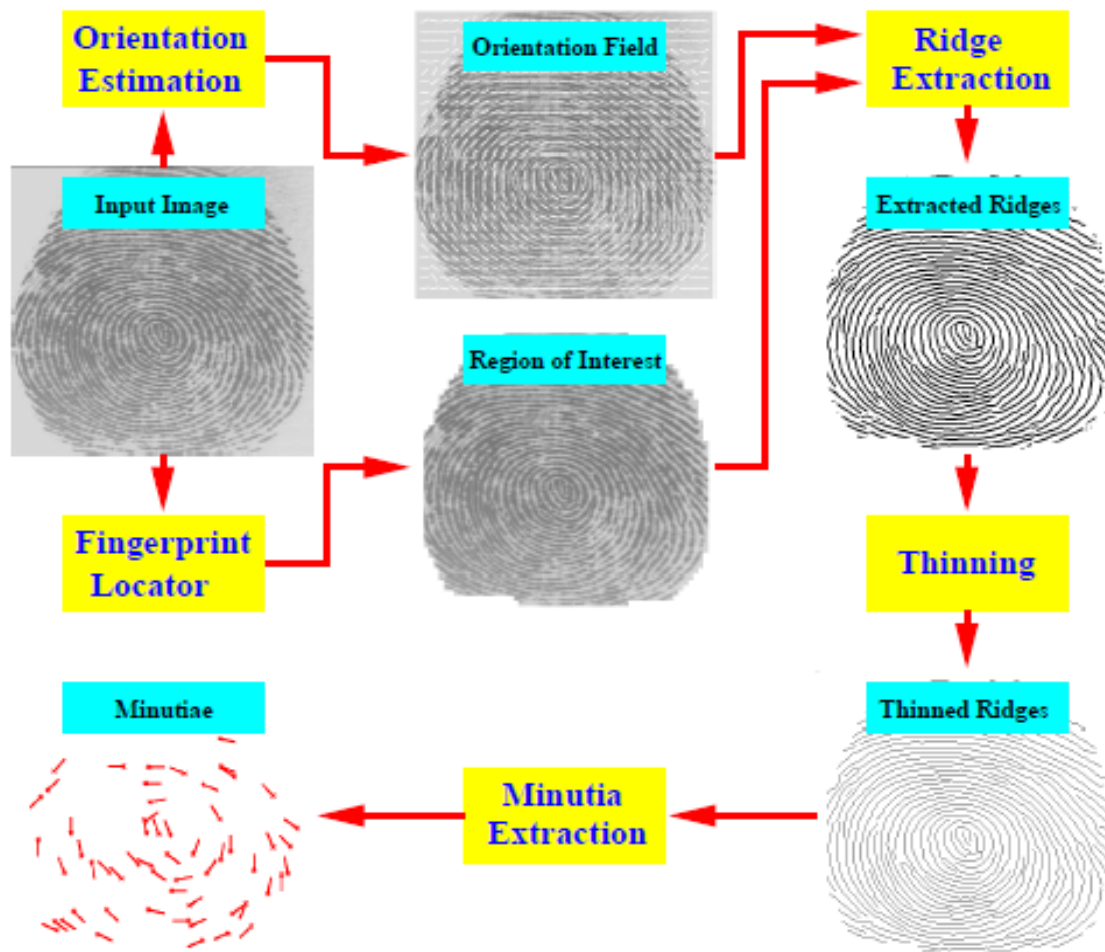 Orientation
Estimation
Orientation Field
Ridge
Extraction
Input Image
Extracted Ridges
Region of Interest
Fingerprint
Locator
Thinning
Minutiae
Thinned Ridges
Minutia
Extraction